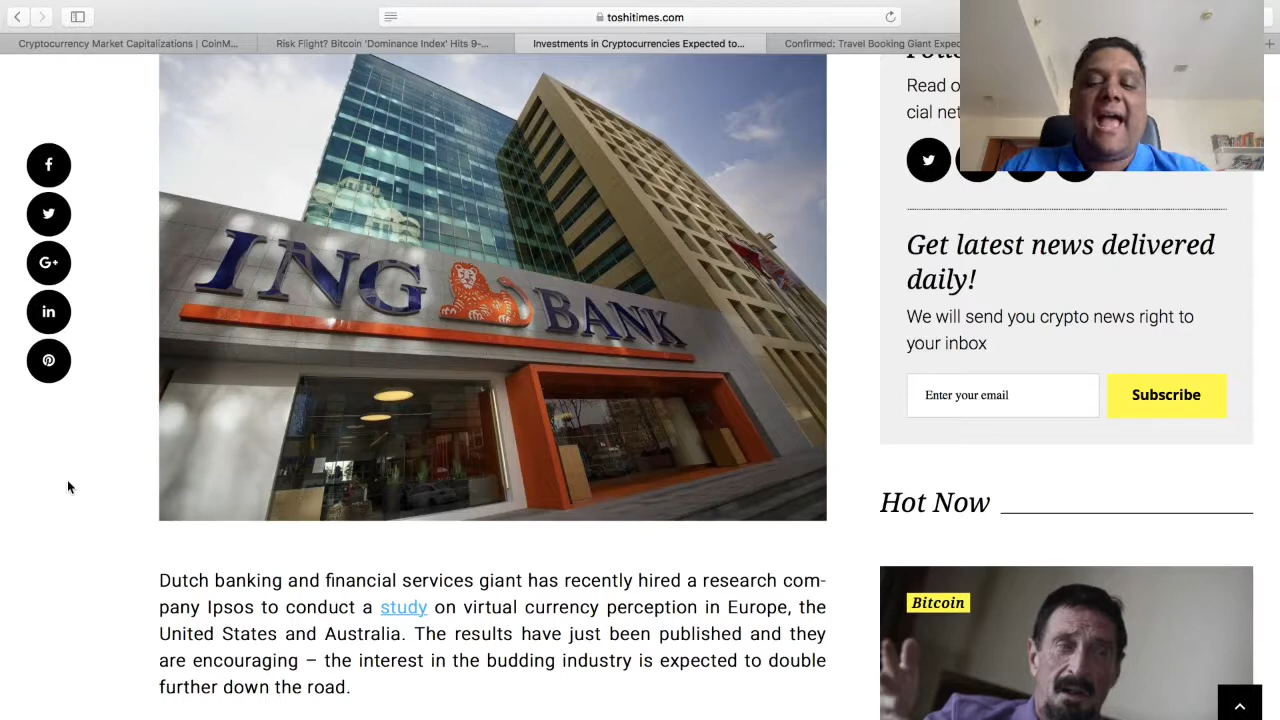 toshitimes.com
Cryptocurrency Market Capitalizations | CoinM...
Risk Flight? Bitcoin 'Dominance Index' Hits 9-...
Investments in Cryptocurrencies Expected to...
Confirmed: Travel Booking Giant Exped
Read o
cial net
ING BANK
Get latest news delivered
daily!
We will send you crypto news right to
your inbox
Enter your email
Subscribe
Hot Now
Bitcoin
Dutch banking and financial services giant has recently hired a research com-
pany Ipsos to conduct a study on virtual currency perception in Europe, the
United States and Australia. The results have just been published and they
are encouraging – the interest in the budding industry is expected to double
further down the road.